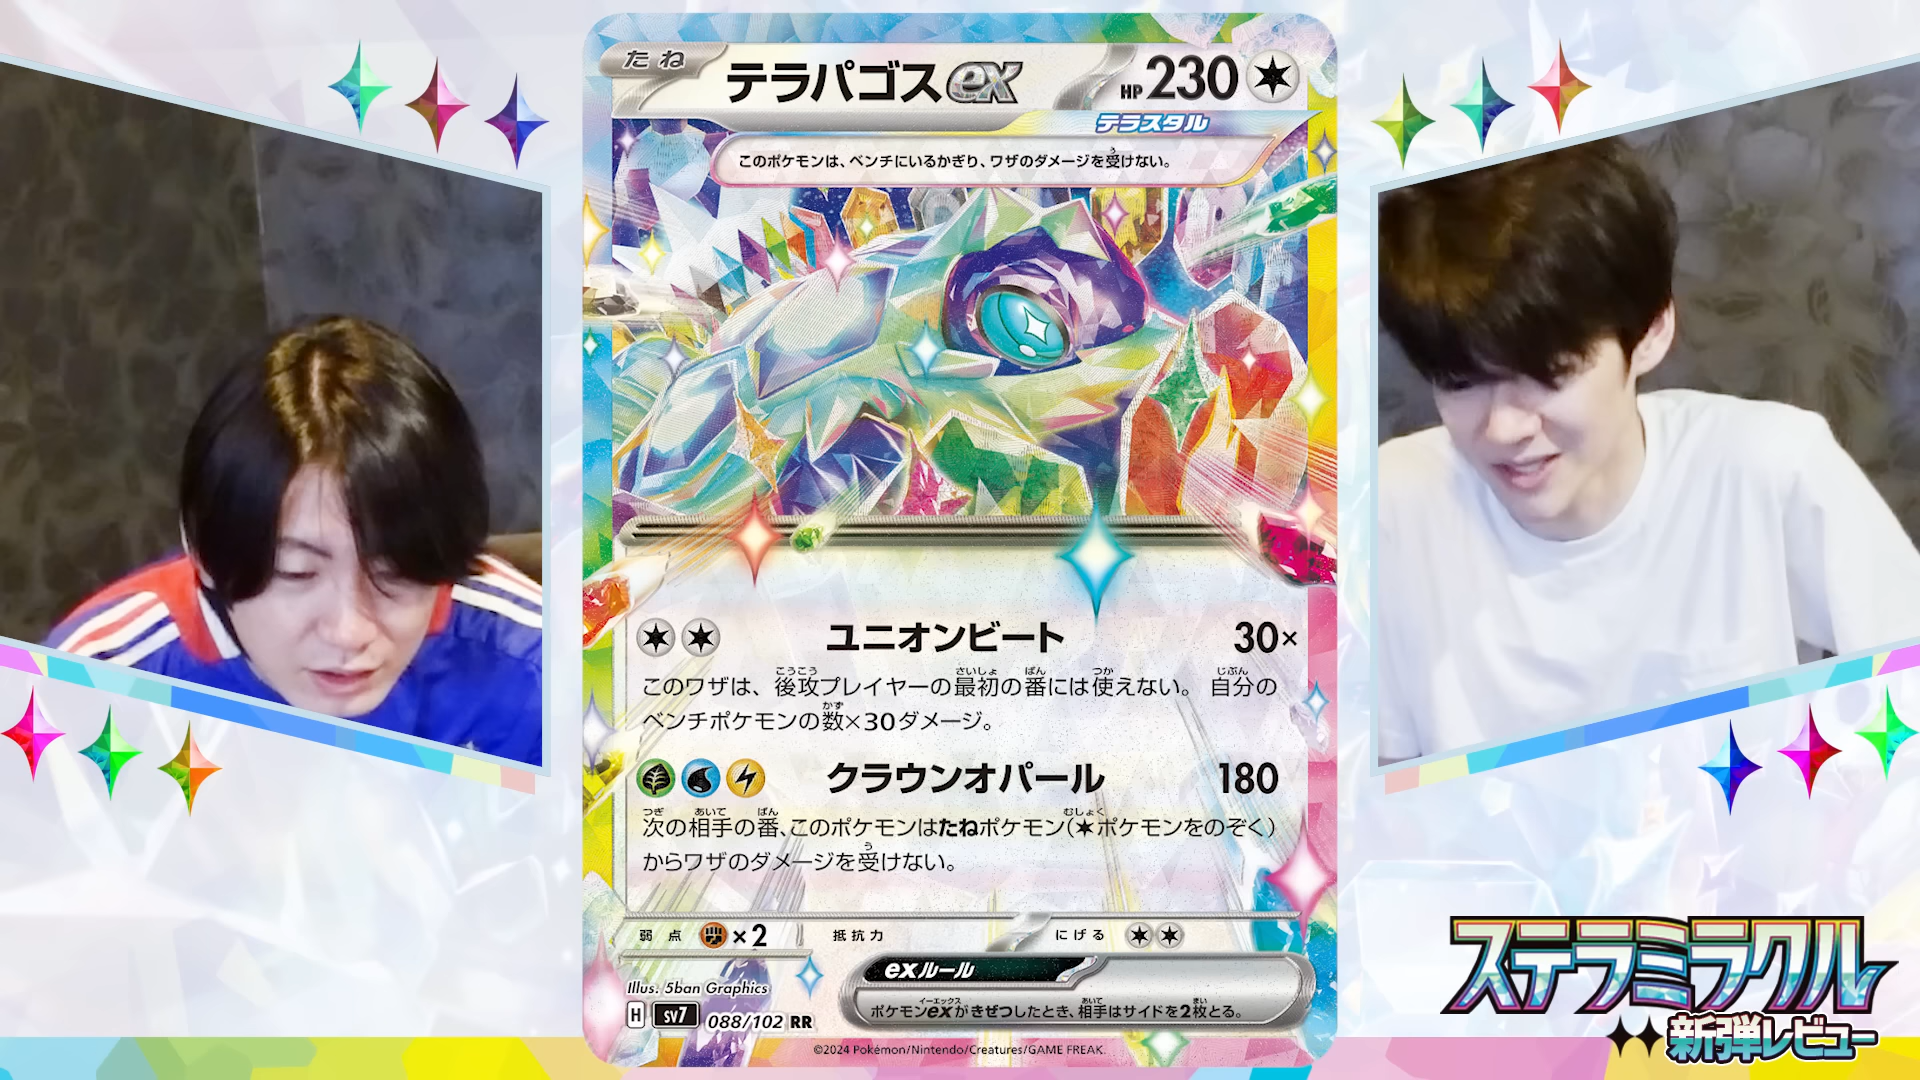 たね
テラパゴスex
HP 230
テラスタル
このポケモンは、ベンチにいるかぎり、ワザのダメージを受けない。
ユニオンビート 30×
このワザは、後攻プレイヤーの最初の番には使えない。自分の
ベンチポケモンの数×30ダメージ。
クラウンオパール 180
次の相手の番、このポケモンはたねポケモン(ポケモンをのぞく)
からワザのダメージを受けない。
弱点 ×2 抵抗力 にげる
exルール
ポケモンexがきぜつしたとき、相手はサイドを2枚とる。
Illus. 5ban Graphics
H sv7 088/102 RR
©2024 Pokémon/Nintendo/Creatures/GAME FREAK.
ステラミラクル
新弾レビュー